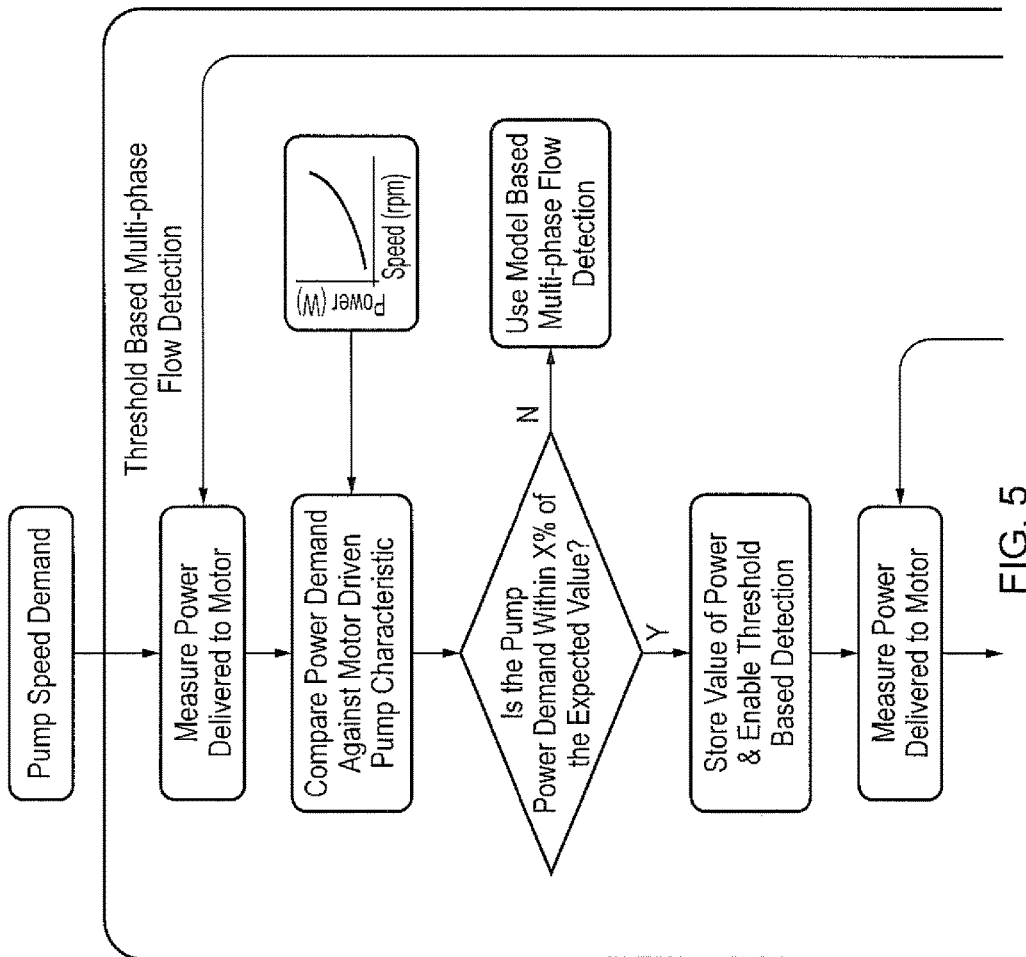 Pump Speed Demand
Threshold Based Multi-phase
Flow Detection
Measure Power
Delivered to Motor
Compare Power Demand
Against Motor Driven
Pump Characteristic
Power (W)
Speed (rpm)
Is the Pump
Power Demand Within X% of
the Expected Value?
N
Use Model Based
Multi-phase Flow
Detection
Y
Store Value of Power
& Enable Threshold
Based Detection
Measure Power
Delivered to Motor
FIG. 5